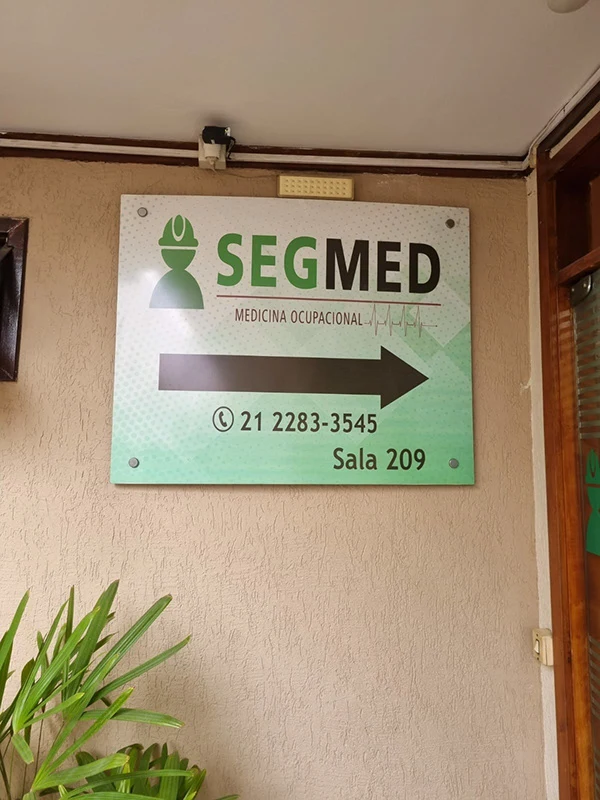 SEGMED
MEDICINA OCUPACIONAL
21 2283-3545
Sala 209